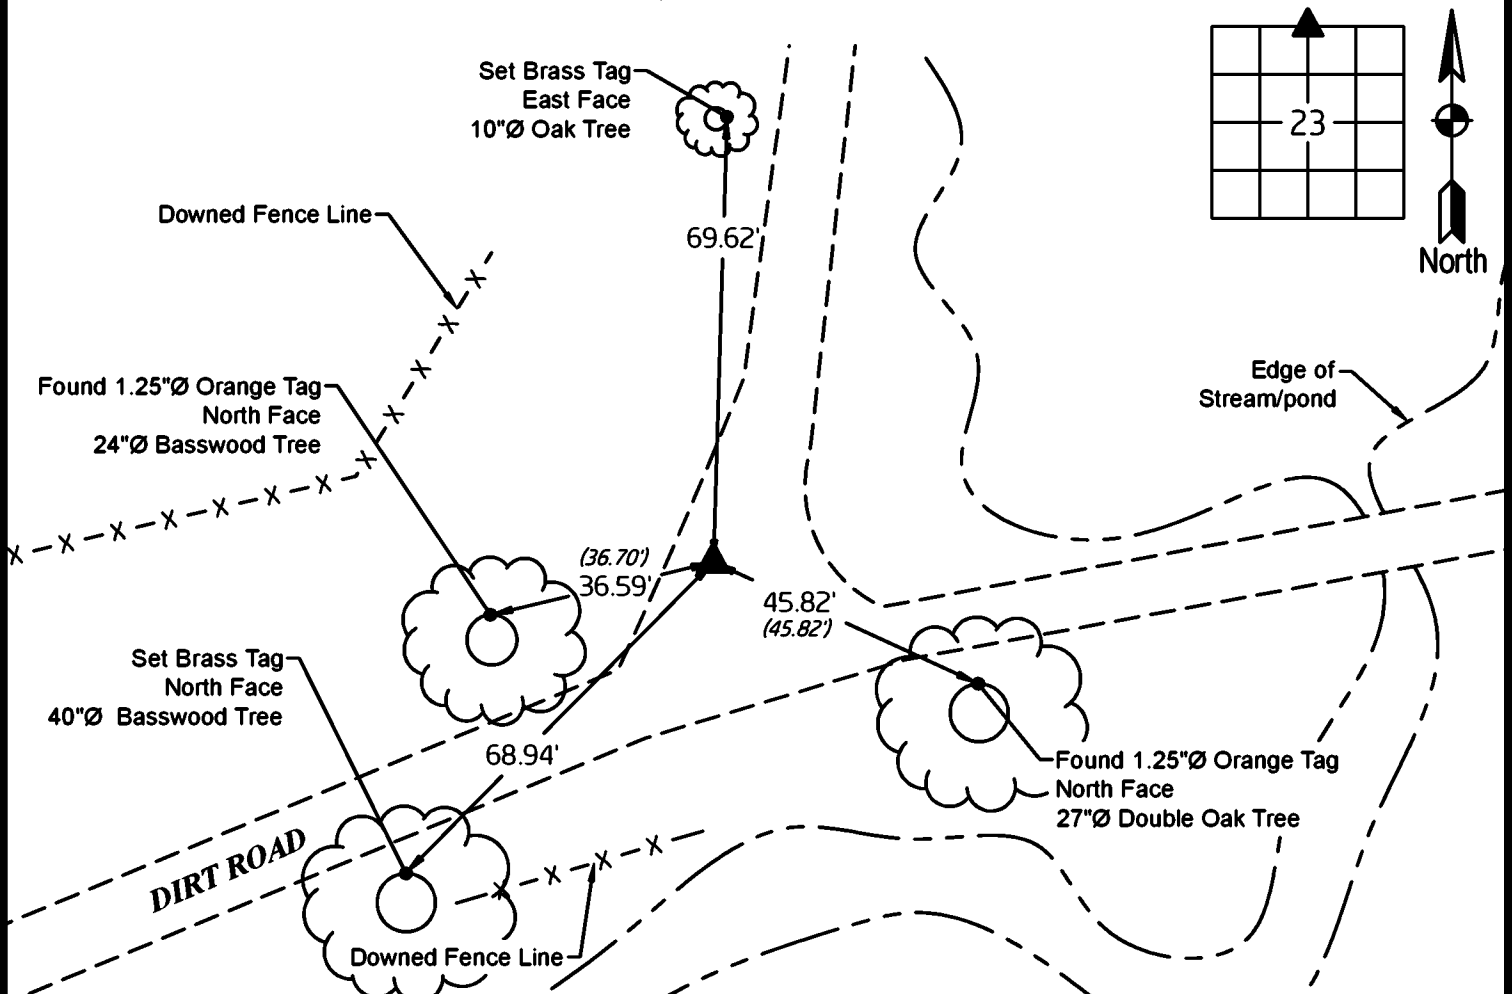 Set Brass Tag
East Face
10"Ø Oak Tree
23
North
Downed Fence Line
69.62'
Found 1.25"Ø Orange Tag
North Face
24"Ø Basswood Tree
Edge of
Stream/pond
(36.70')
36.59'
45.82'
(45.82')
Set Brass Tag
North Face
40"Ø Basswood Tree
68.94'
Found 1.25"Ø Orange Tag
North Face
27"Ø Double Oak Tree
DIRT ROAD
Downed Fence Line